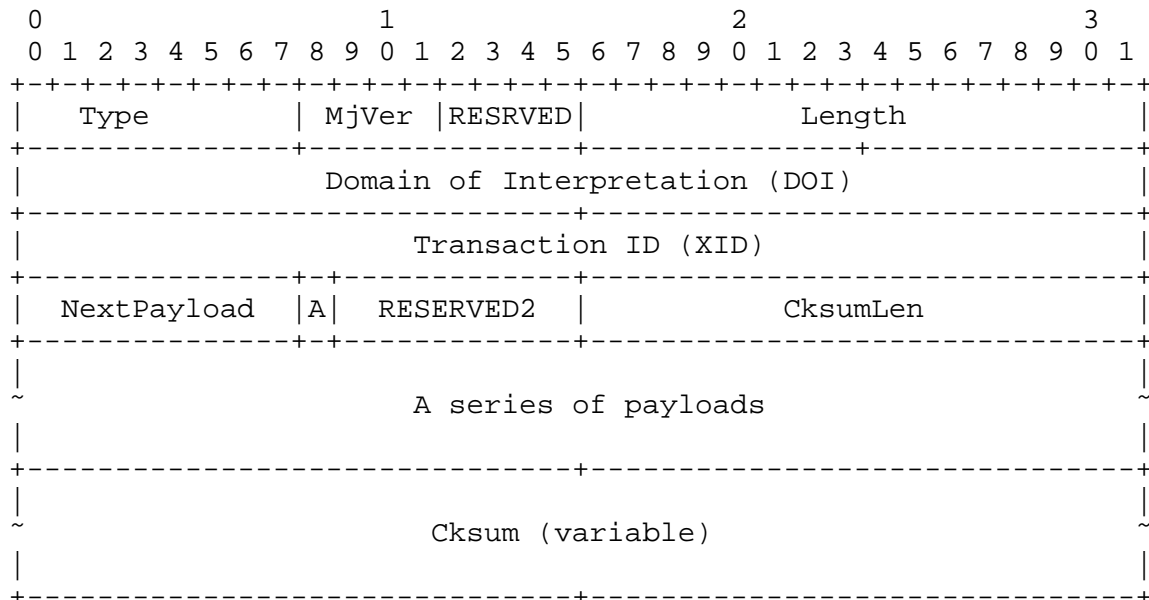 0                   1                   2                   3
 0 1 2 3 4 5 6 7 8 9 0 1 2 3 4 5 6 7 8 9 0 1 2 3 4 5 6 7 8 9 0 1
+-+-+-+-+-+-+-+-+-+-+-+-+-+-+-+-+-+-+-+-+-+-+-+-+-+-+-+-+-+-+-+-+
|   Type        | MjVer |RESRVED|            Length             |
+---------------+---------------+---------------+---------------+
|                 Domain of Interpretation (DOI)                |
+-------------------------------+-------------------------------+
|                      Transaction ID (XID)                     |
+---------------+-+-------------+-------------------------------+
|  NextPayload  |A|  RESERVED2  |           CksumLen            |
+---------------+-+-------------+-------------------------------+
|                                                               |
~                      A series of payloads                     ~
|                                                               |
+-------------------------------+-------------------------------+
|                                                               |
~                       Cksum (variable)                        ~
|                                                               |
+-------------------------------+-------------------------------+